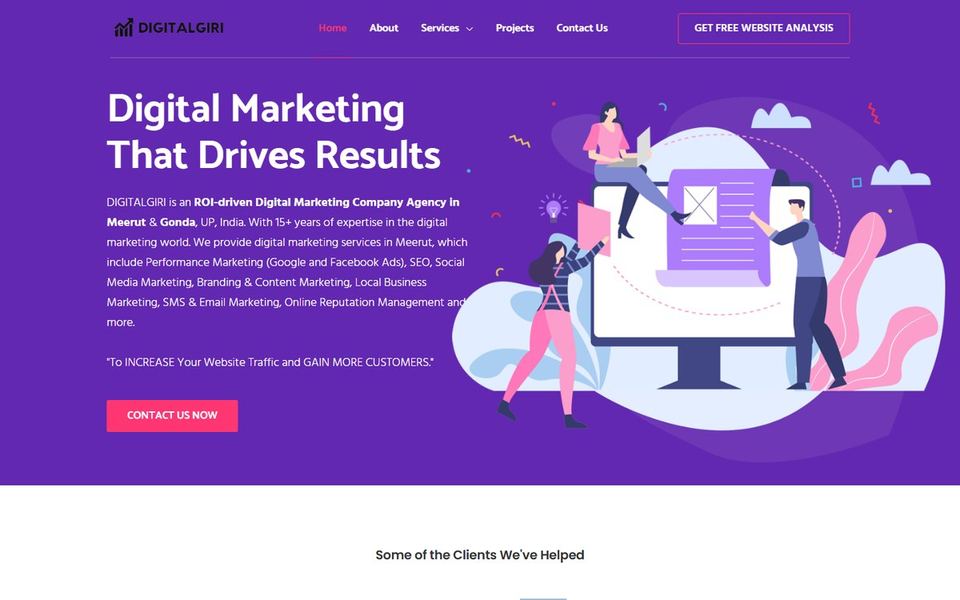 DIGITALGIRI
Home
About
Services
Projects
Contact Us
GET FREE WEBSITE ANALYSIS
Digital Marketing
That Drives Results
DIGITALGIRI is an ROI-driven Digital Marketing Company Agency in
Meerut & Gonda, UP, India. With 15+ years of expertise in the digital
marketing world. We provide digital marketing services in Meerut, which
include Performance Marketing (Google and Facebook Ads), SEO, Social
Media Marketing, Branding & Content Marketing, Local Business
Marketing, SMS & Email Marketing, Online Reputation Management and
more.
"To INCREASE Your Website Traffic and GAIN MORE CUSTOMERS."
CONTACT US NOW
Some of the Clients We've Helped